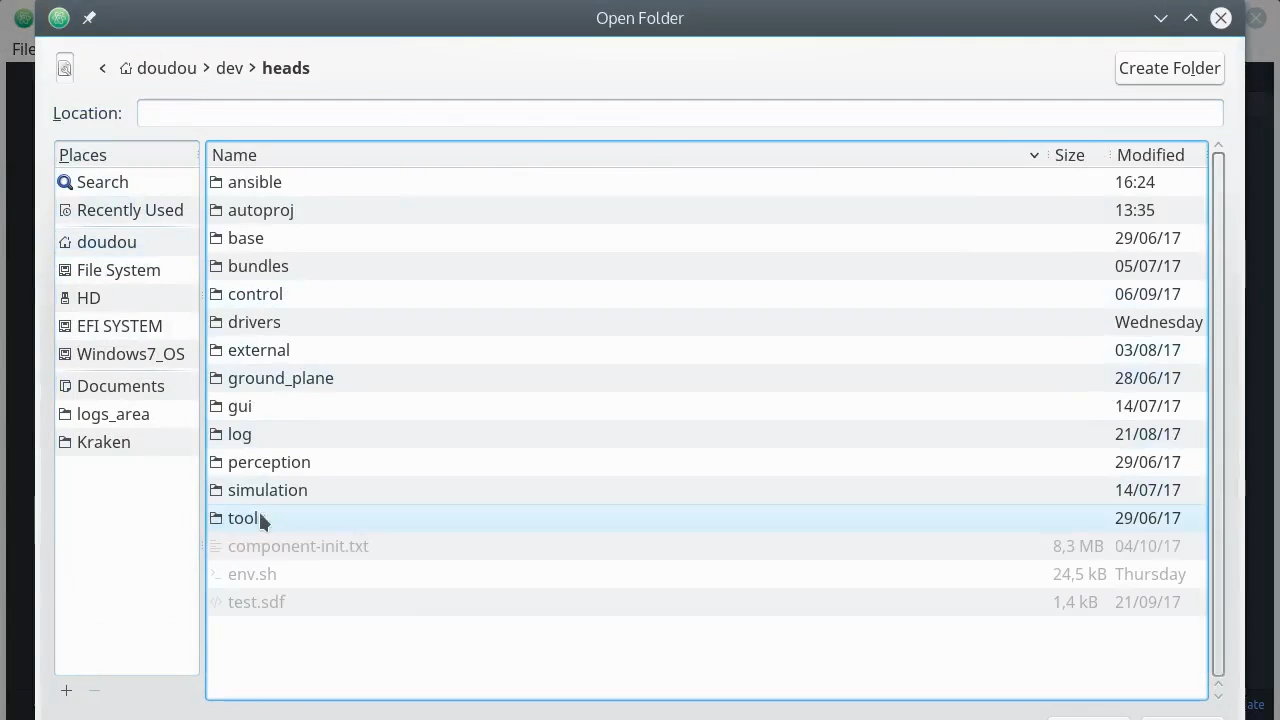 Open Folder
File
doudou > dev > heads
Create Folder
Location:
Places
Search
Recently Used
doudou
File System
HD
EFI SYSTEM
Windows7_OS
Documents
logs_area
Kraken
Name Size Modified
ansible 16:24
autoproj 13:35
base 29/06/17
bundles 05/07/17
control 06/09/17
drivers Wednesday
external 03/08/17
ground_plane 28/06/17
gui 14/07/17
log 21/08/17
perception 29/06/17
simulation 14/07/17
tool 29/06/17
component-init.txt 8,3 MB 04/10/17
env.sh 24,5 kB Thursday
test.sdf 1,4 kB 21/09/17